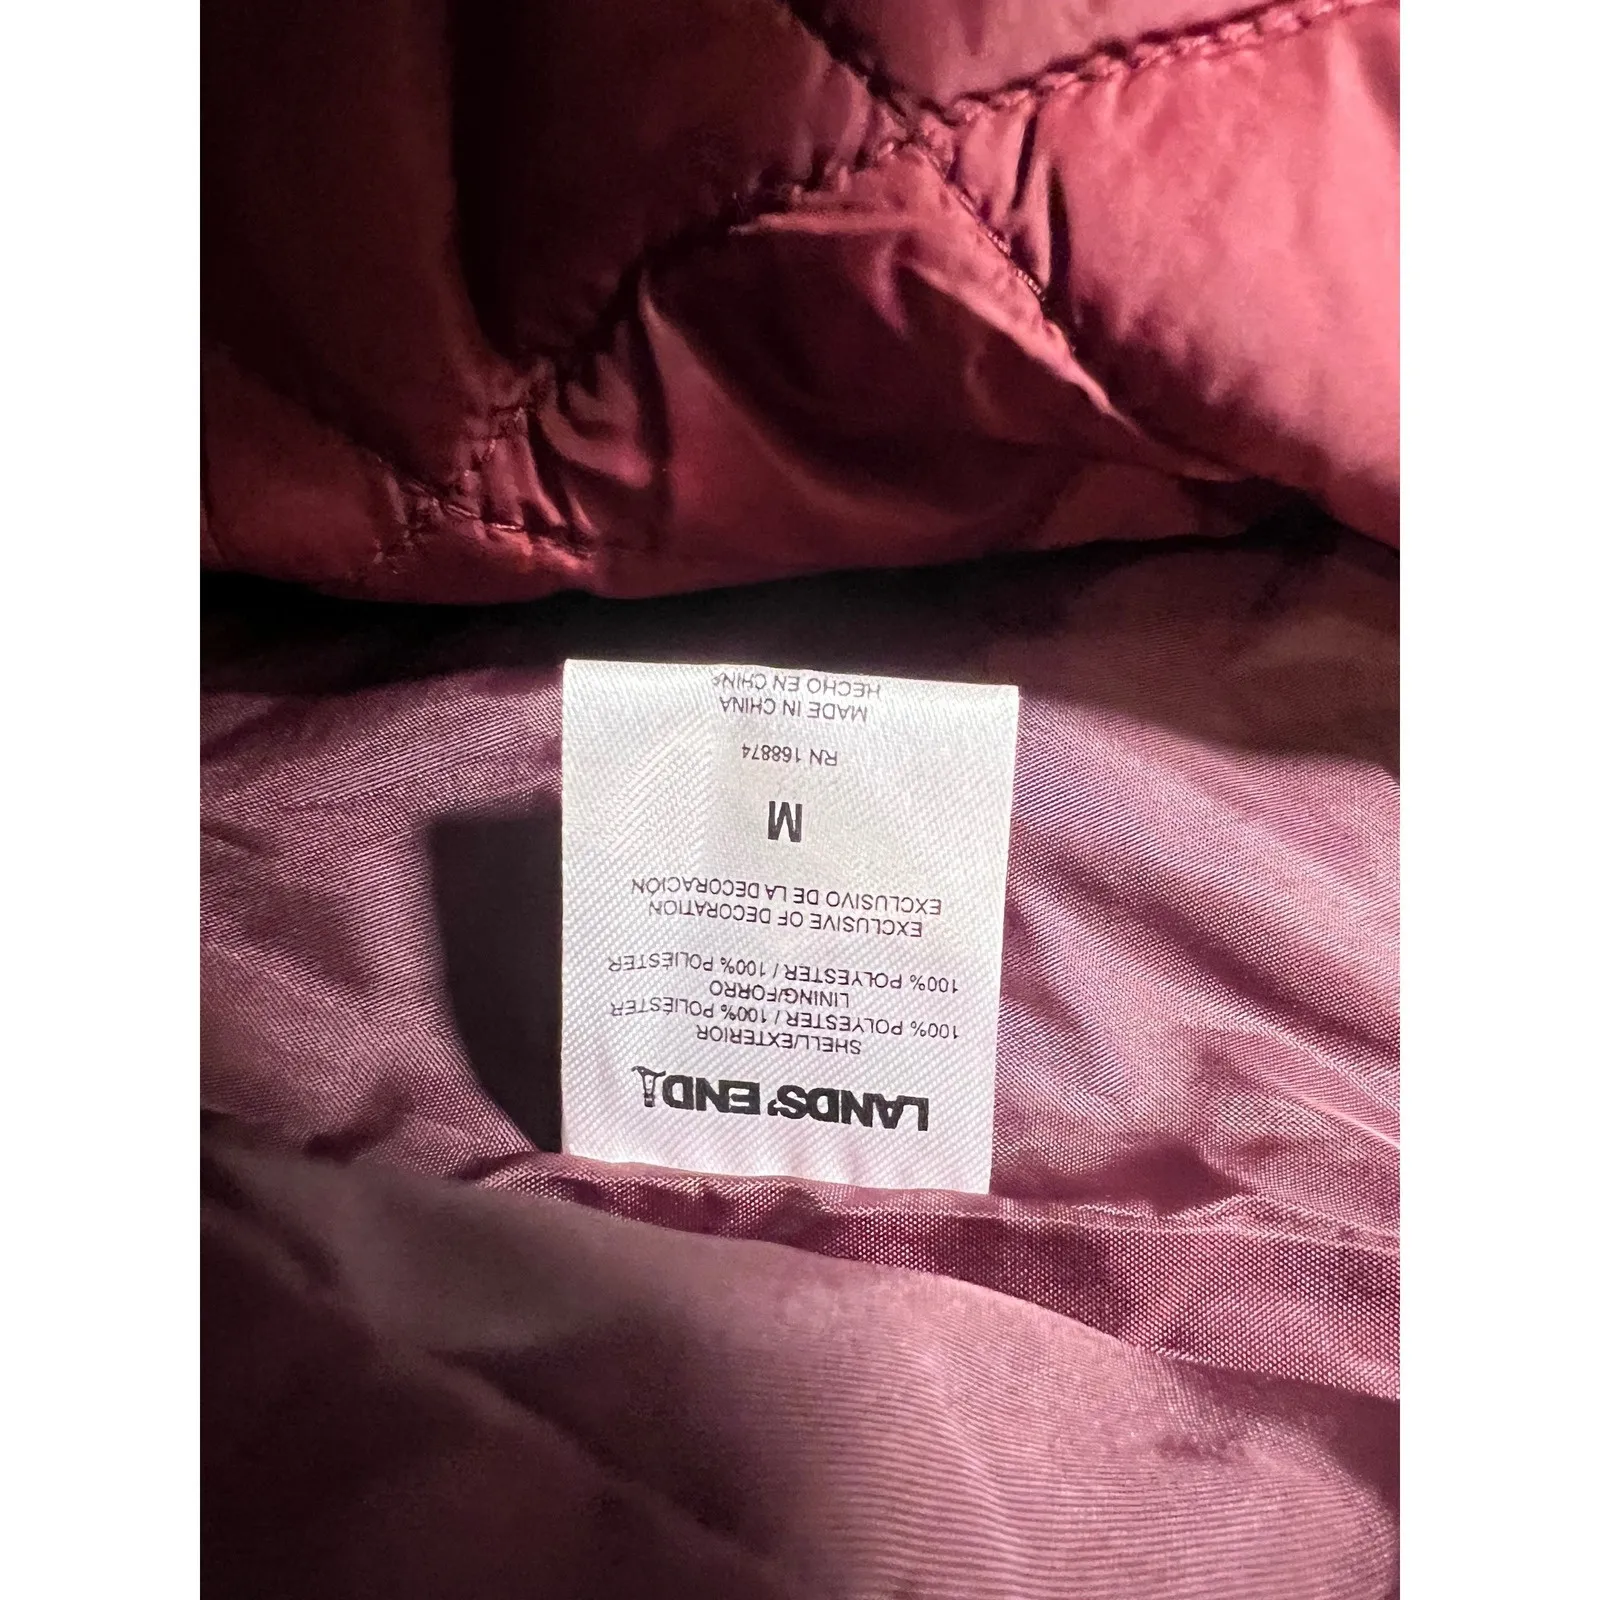 LANDS' END
SHELL/EXTERIOR
100% POLYESTER / 100% POLIÉSTER
LINING/FORRO
100% POLYESTER / 100% POLIÉSTER
EXCLUSIVE OF DECORATION
EXCLUSIVO DE LA DECORACIÓN
M
RN 168874
MADE IN CHINA
HECHO EN CHINA